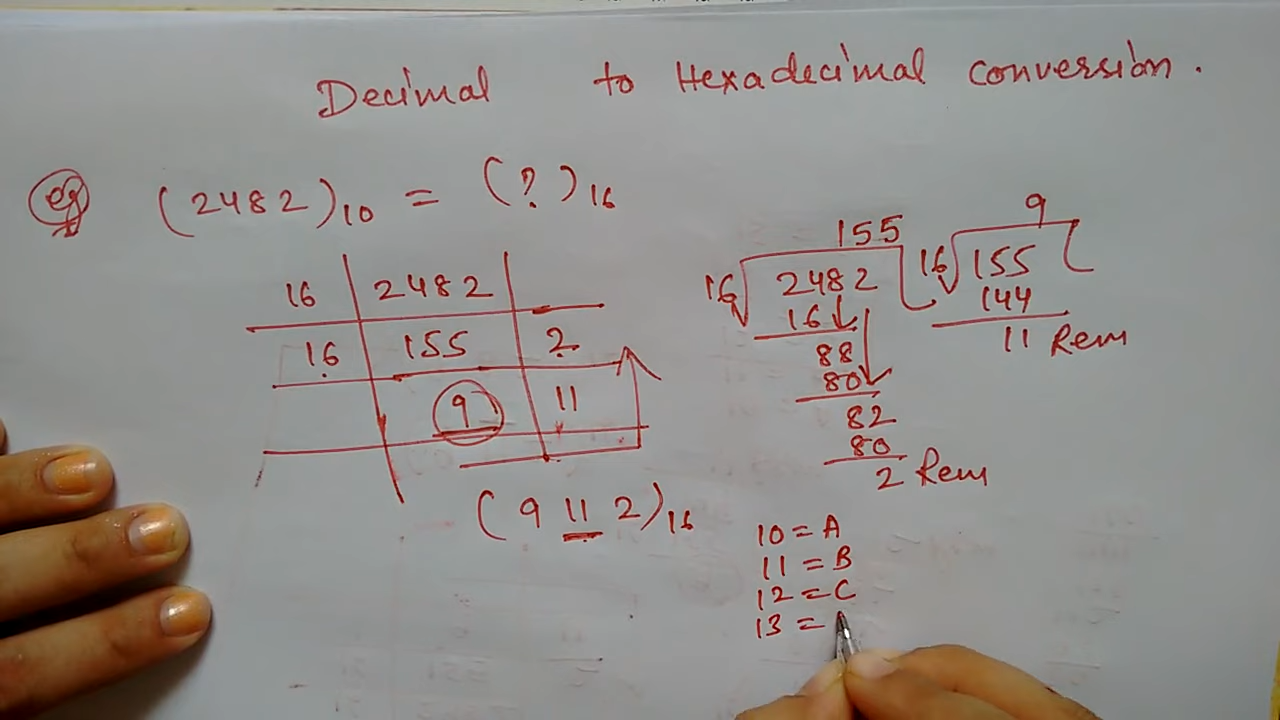 Decimal to Hexadecimal conversion.
eg (2482)10 = (?)16
16 2482
16 155 2
9 11
(9 11 2)16
155
16 2482
16
88
80
82
80
2 Rem
9
16 155
144
11 Rem
10 = A
11 = B
12 = C
13 =